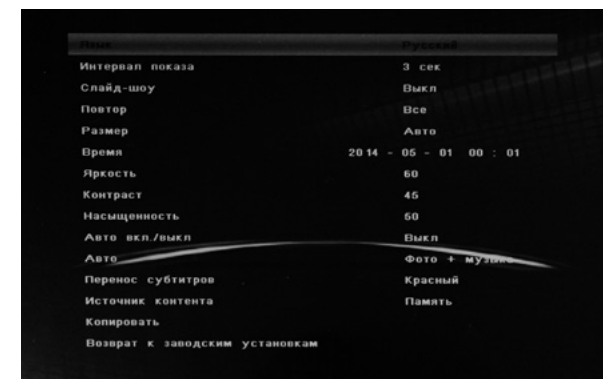 Язык Русский
Интервал показа 3 сек
Слайд-шоу Выкл
Повтор Все
Размер Авто
Время 2014 - 05 - 01 00 : 01
Яркость 60
Контраст 45
Насыщенность 50
Авто вкл./выкл Выкл
Авто Фото + музыка
Перенос субтитров Красный
Источник контента Память
Копировать
Возврат к заводским установкам